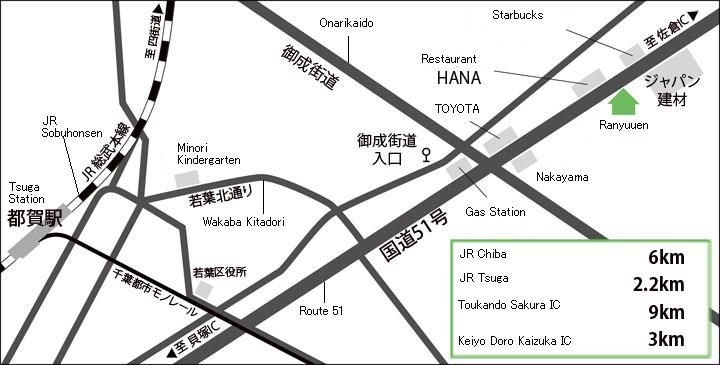 Starbucks
至佐倉IC▶
Onarikaido
御成街道
至四街道▶
Restaurant
HANA
ジャパン
建材
TOYOTA
Ranyuuen
JR
Sobuhonsen
JR 総武本線
Minori
Kindergarten
御成街道
入口
Nakayama
Tsuga
Station
都賀駅
若葉北通り
Wakaba Kitadori
Gas Station
国道51号
若葉区役所
千葉都市モノレール
Route 51
◀至貝塚IC
JR Chiba 6km
JR Tsuga 2.2km
Toukando Sakura IC 9km
Keiyo Doro Kaizuka IC 3km